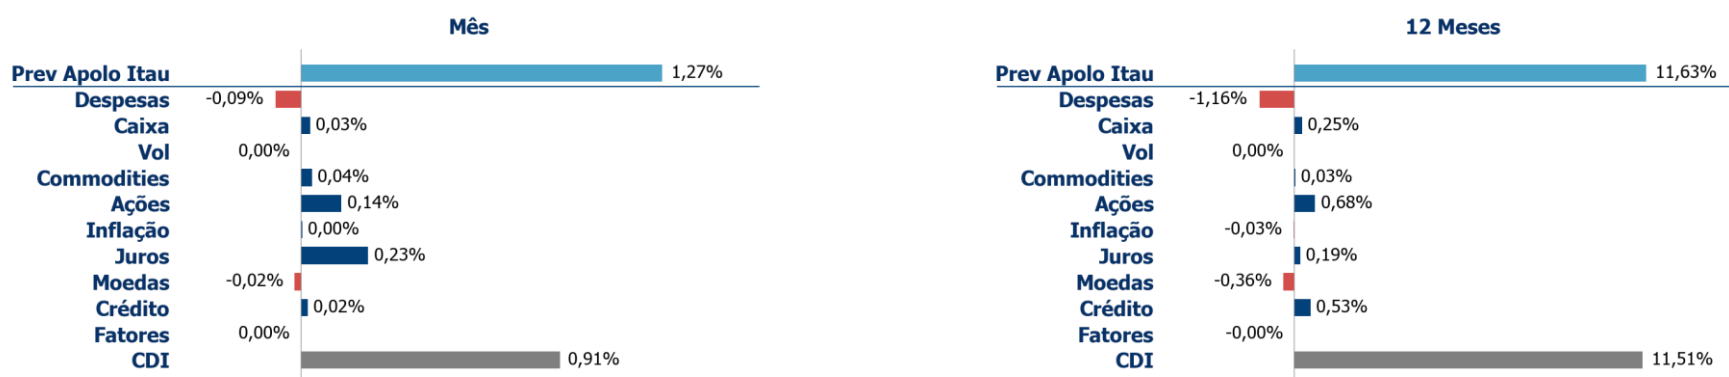 Mês
Prev Apolo Itau 1,27%
Despesas -0,09%
Caixa 0,03%
Vol 0,00%
Commodities 0,04%
Ações 0,14%
Inflação 0,00%
Juros 0,23%
Moedas -0,02%
Crédito 0,02%
Fatores 0,00%
CDI 0,91%
12 Meses
Prev Apolo Itau 11,63%
Despesas -1,16%
Caixa 0,25%
Vol 0,00%
Commodities 0,03%
Ações 0,68%
Inflação -0,03%
Juros 0,19%
Moedas -0,36%
Crédito 0,53%
Fatores -0,00%
CDI 11,51%